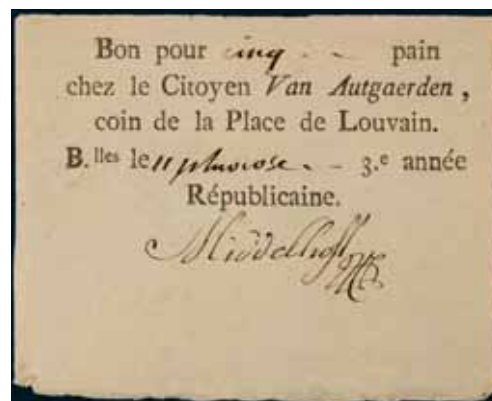 Bon pour cinq - - pain
chez le Citoyen Van Autgaerden,
coin de la Place de Louvain.
B.lles le 11 pluviose. - 3.e année
Républicaine.